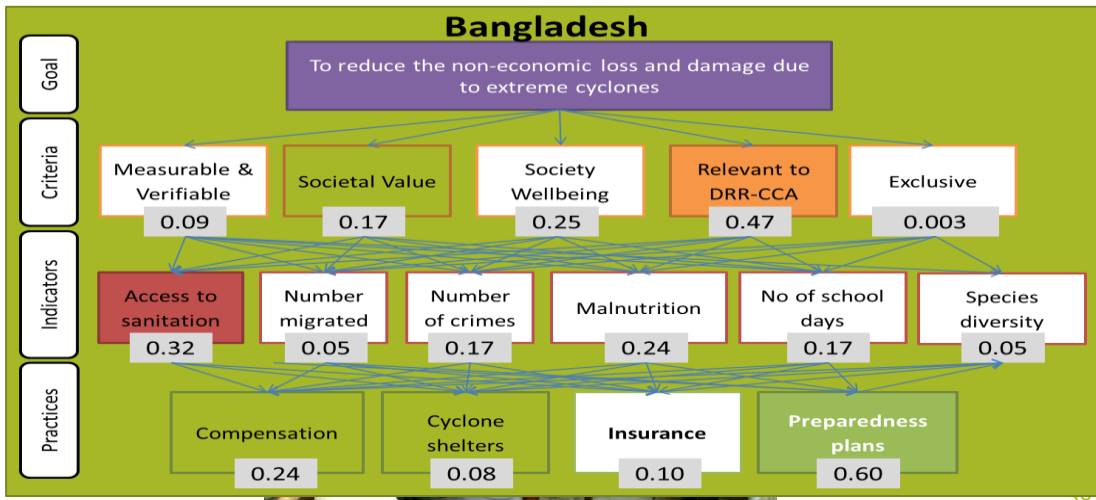 Bangladesh
Goal
To reduce the non-economic loss and damage due
to extreme cyclones
Criteria
Measurable &
Verifiable
0.09
Societal Value
0.17
Society
Wellbeing
0.25
Relevant to
DRR-CCA
0.47
Exclusive
0.003
Indicators
Access to
sanitation
0.32
Number
migrated
0.05
Number
of crimes
0.17
Malnutrition
0.24
No of school
days
0.17
Species
diversity
0.05
Practices
Compensation
0.24
Cyclone
shelters
0.08
Insurance
0.10
Preparedness
plans
0.60